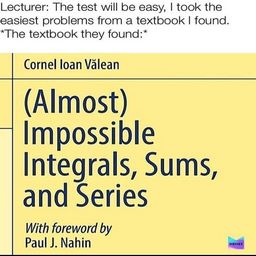 Lecturer: The test will be easy, I took the
easiest problems from a textbook I found.
*The textbook they found:*
Cornel Ioan Vălean
(Almost)
Impossible
Integrals, Sums,
and Series
With foreword by
Paul J. Nahin